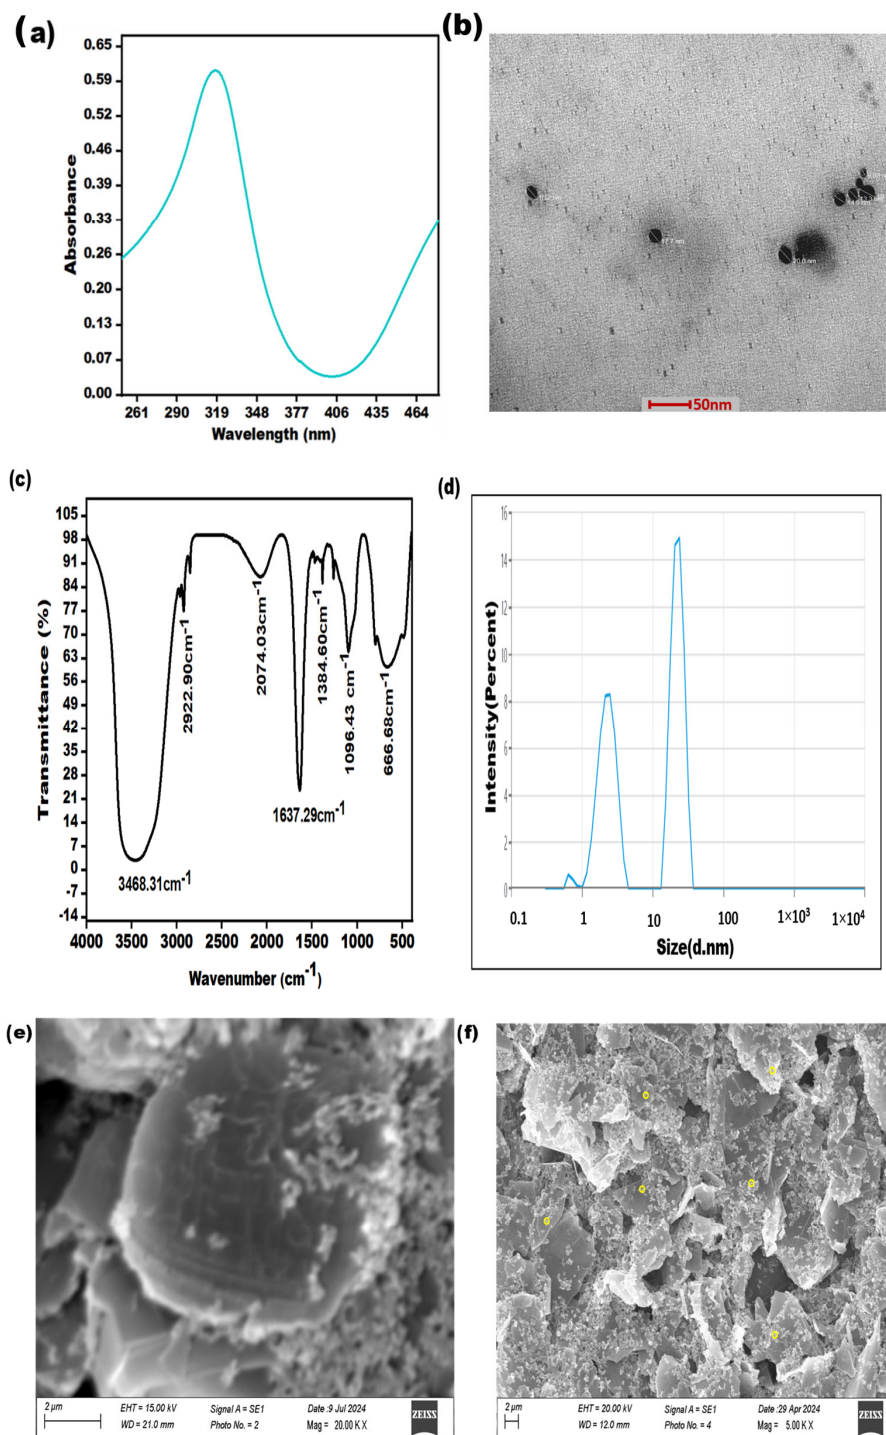 (a)
0.65
0.59
0.52
0.46
0.39
0.33
0.26
0.20
0.13
0.07
0.00
Absorbance
261 290 319 348 377 406 435 464
Wavelength (nm)
(b)
17.7 nm
20.0 nm
50nm
(c)
105
98
91
84
77
70
63
56
49
42
35
28
21
14
7
0
-7
-14
Transmittance (%)
2922.90cm-1
2074.03cm-1
1384.60cm-1
1096.43 cm-1
666.68cm-1
1637.29cm-1
3468.31cm-1
4000 3500 3000 2500 2000 1500 1000 500
Wavenumber (cm-1)
(d)
16
14
12
10
8
6
4
2
0
Intensity(Percent)
0.1 1 10 100 1×10³ 1×10⁴
Size(d.nm)
(e)
2 µm
EHT = 15.00 kV Signal A = SE1 Date :9 Jul 2024
WD = 21.0 mm Photo No. = 2 Mag = 20.00 K X
ZEISS
(f)
2 µm
EHT = 20.00 kV Signal A = SE1 Date :29 Apr 2024
WD = 12.0 mm Photo No. = 4 Mag = 5.00 K X
ZEISS